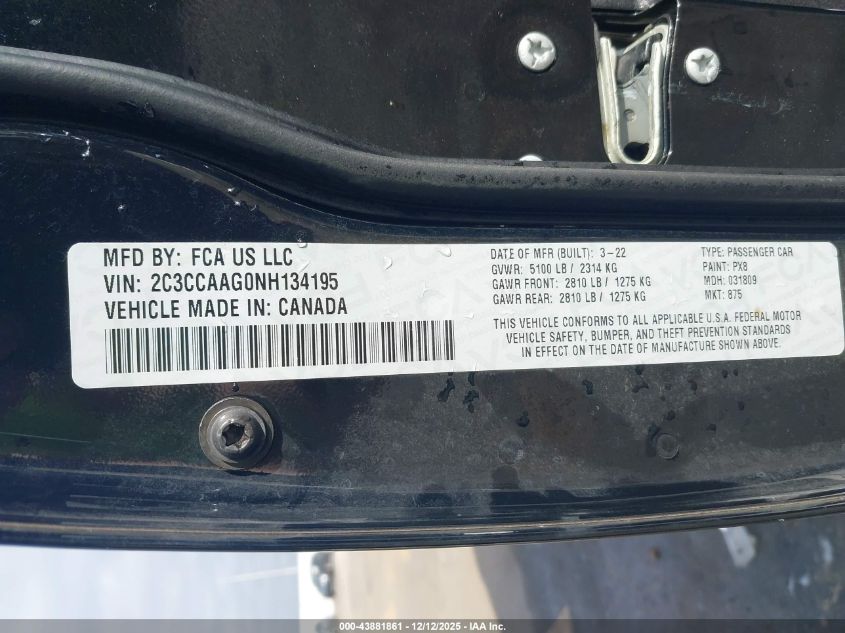 MFD BY: FCA US LLC
VIN: 2C3CCAAG0NH134195
VEHICLE MADE IN: CANADA
DATE OF MFR (BUILT): 3-22
GVWR: 5100 LB / 2314 KG
GAWR FRONT: 2810 LB / 1275 KG
GAWR REAR: 2810 LB / 1275 KG
TYPE: PASSENGER CAR
PAINT: PX8
MDH: 031809
MKT: 875
THIS VEHICLE CONFORMS TO ALL APPLICABLE U.S.A. FEDERAL MOTOR
VEHICLE SAFETY, BUMPER, AND THEFT PREVENTION STANDARDS
IN EFFECT ON THE DATE OF MANUFACTURE SHOWN ABOVE.
000-43881861 - 12/12/2025 - © IAA Inc.